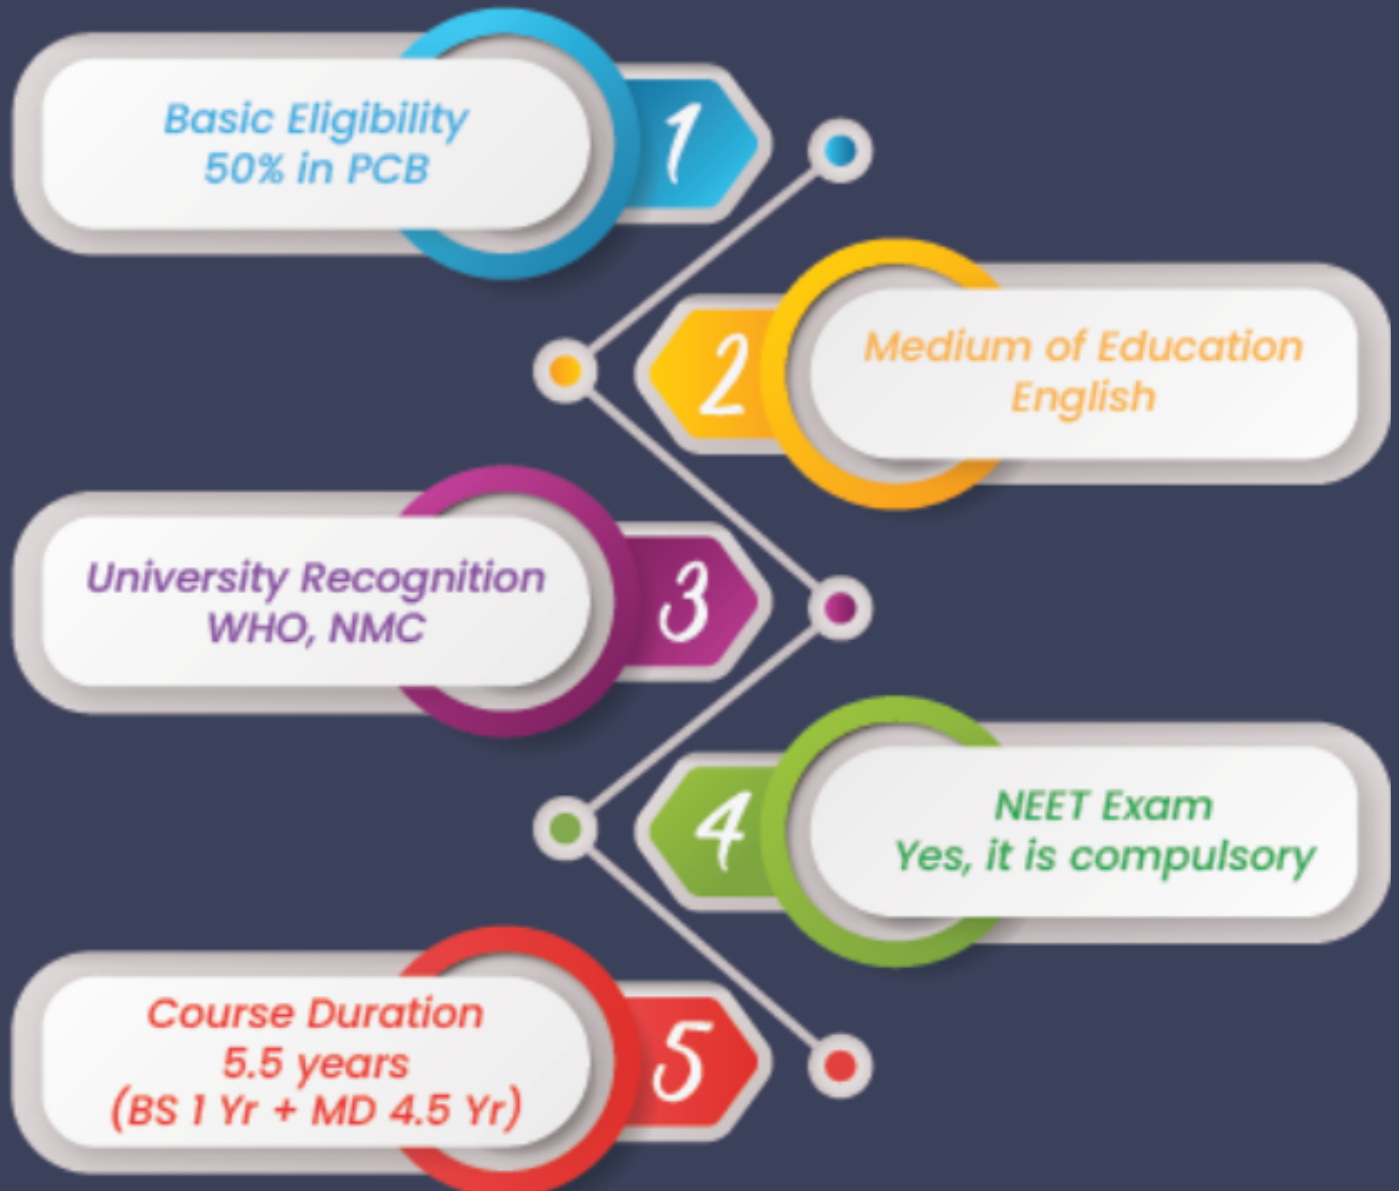 Basic Eligibility
50% in PCB
1
2
Medium of Education
English
University Recognition
WHO, NMC
3
4
NEET Exam
Yes, it is compulsory
Course Duration
5.5 years
(BS 1 Yr + MD 4.5 Yr)
5